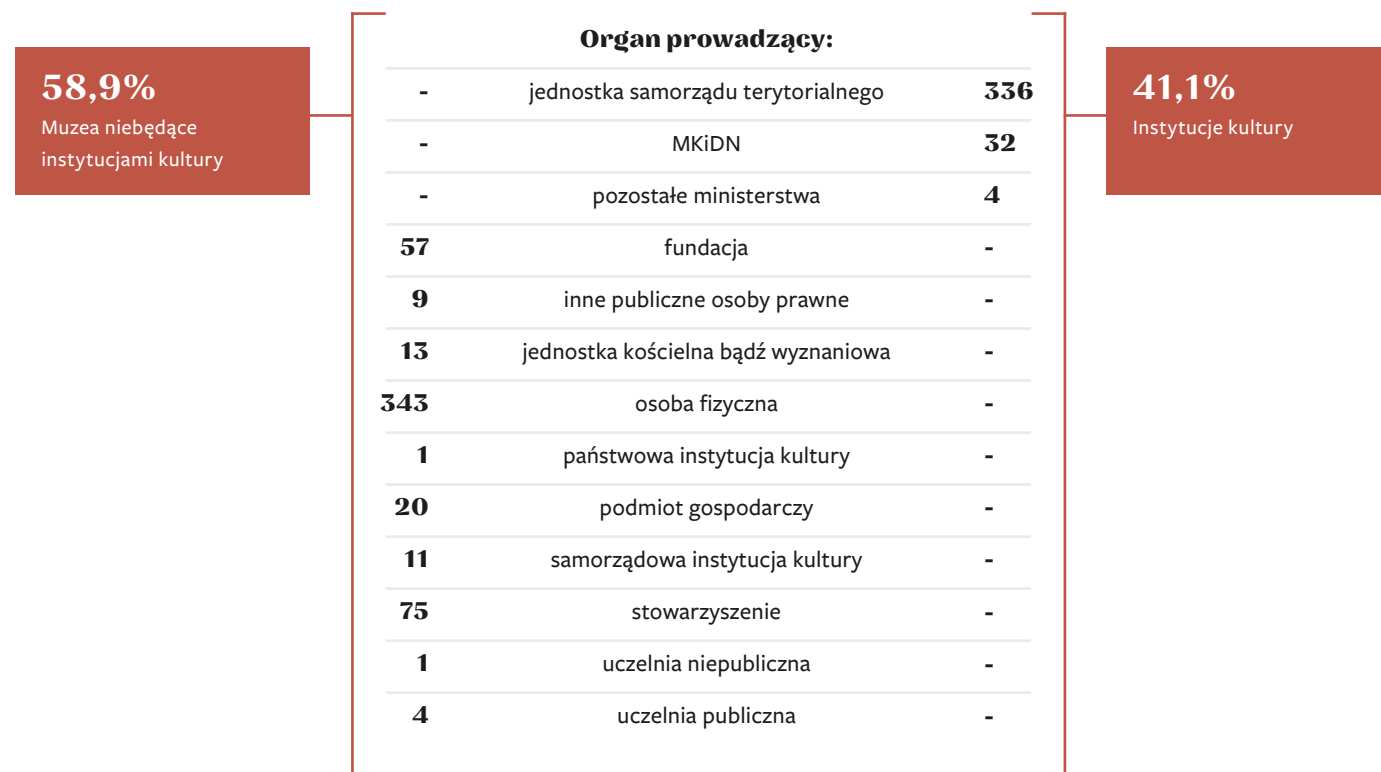 Organ prowadzący:
58,9%
Muzea niebędące
instytucjami kultury
41,1%
Instytucje kultury
- jednostka samorządu terytorialnego 336
- MKiDN 32
- pozostałe ministerstwa 4
57 fundacja -
9 inne publiczne osoby prawne -
13 jednostka kościelna bądź wyznaniowa -
343 osoba fizyczna -
1 państwowa instytucja kultury -
20 podmiot gospodarczy -
11 samorządowa instytucja kultury -
75 stowarzyszenie -
1 uczelnia niepubliczna -
4 uczelnia publiczna -